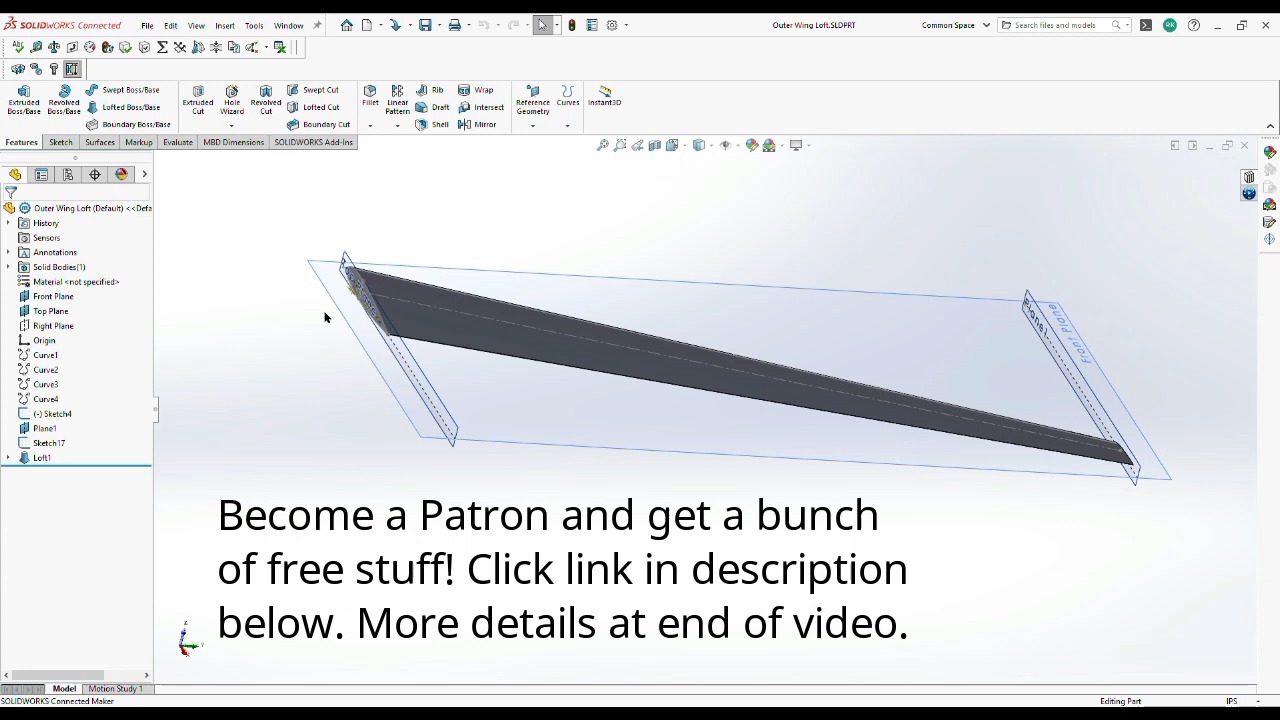 SOLIDWORKS Connected
File Edit View Insert Tools Window
Outer Wing Loft.SLDPRT
Common Space
Search files and models
RK
Extruded Boss/Base
Revolved Boss/Base
Swept Boss/Base
Lofted Boss/Base
Boundary Boss/Base
Extruded Cut
Hole Wizard
Revolved Cut
Swept Cut
Lofted Cut
Boundary Cut
Fillet
Linear Pattern
Rib
Draft
Shell
Wrap
Intersect
Mirror
Reference Geometry
Curves
Instant3D
Features Sketch Surfaces Markup Evaluate MBD Dimensions SOLIDWORKS Add-Ins
Outer Wing Loft (Default) <<Defa
History
Sensors
Annotations
Solid Bodies(1)
Material <not specified>
Front Plane
Top Plane
Right Plane
Origin
Curve1
Curve2
Curve3
Curve4
(-) Sketch4
Plane1
Sketch17
Loft1
Plane1
Front Plane
Become a Patron and get a bunch
of free stuff! Click link in description
below. More details at end of video.
Model Motion Study 1
SOLIDWORKS Connected Maker
Editing Part
IPS